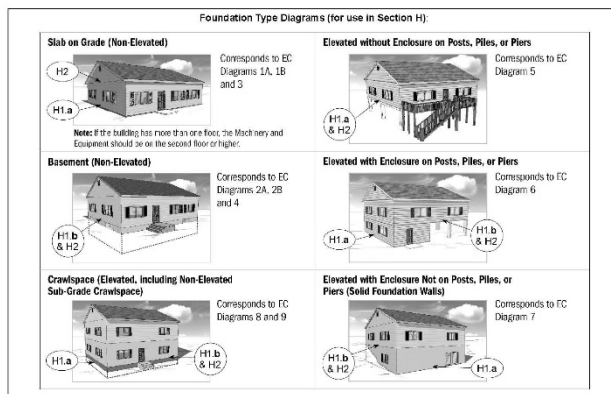 Foundation Type Diagrams (for use in Section H):
Slab on Grade (Non-Elevated)
H2
H1.a
Corresponds to EC
Diagrams 1A, 1B
and 3
Note: If the building has more than one floor, the Machinery and
Equipment should be on the second floor or higher.
Elevated without Enclosure on Posts, Piles, or Piers
H1.a
& H2
Corresponds to EC
Diagram 5
Basement (Non-Elevated)
H1.b
& H2
Corresponds to EC
Diagrams 2A, 2B
and 4
Elevated with Enclosure on Posts, Piles, or Piers
H1.a
H1.b
& H2
Corresponds to EC
Diagram 6
Crawlspace (Elevated, including Non-Elevated
Sub-Grade Crawlspace)
H1.a
H1.b
& H2
Corresponds to EC
Diagrams 8 and 9
Elevated with Enclosure Not on Posts, Piles, or
Piers (Solid Foundation Walls)
H1.b
& H2
H1.a
Corresponds to EC
Diagram 7